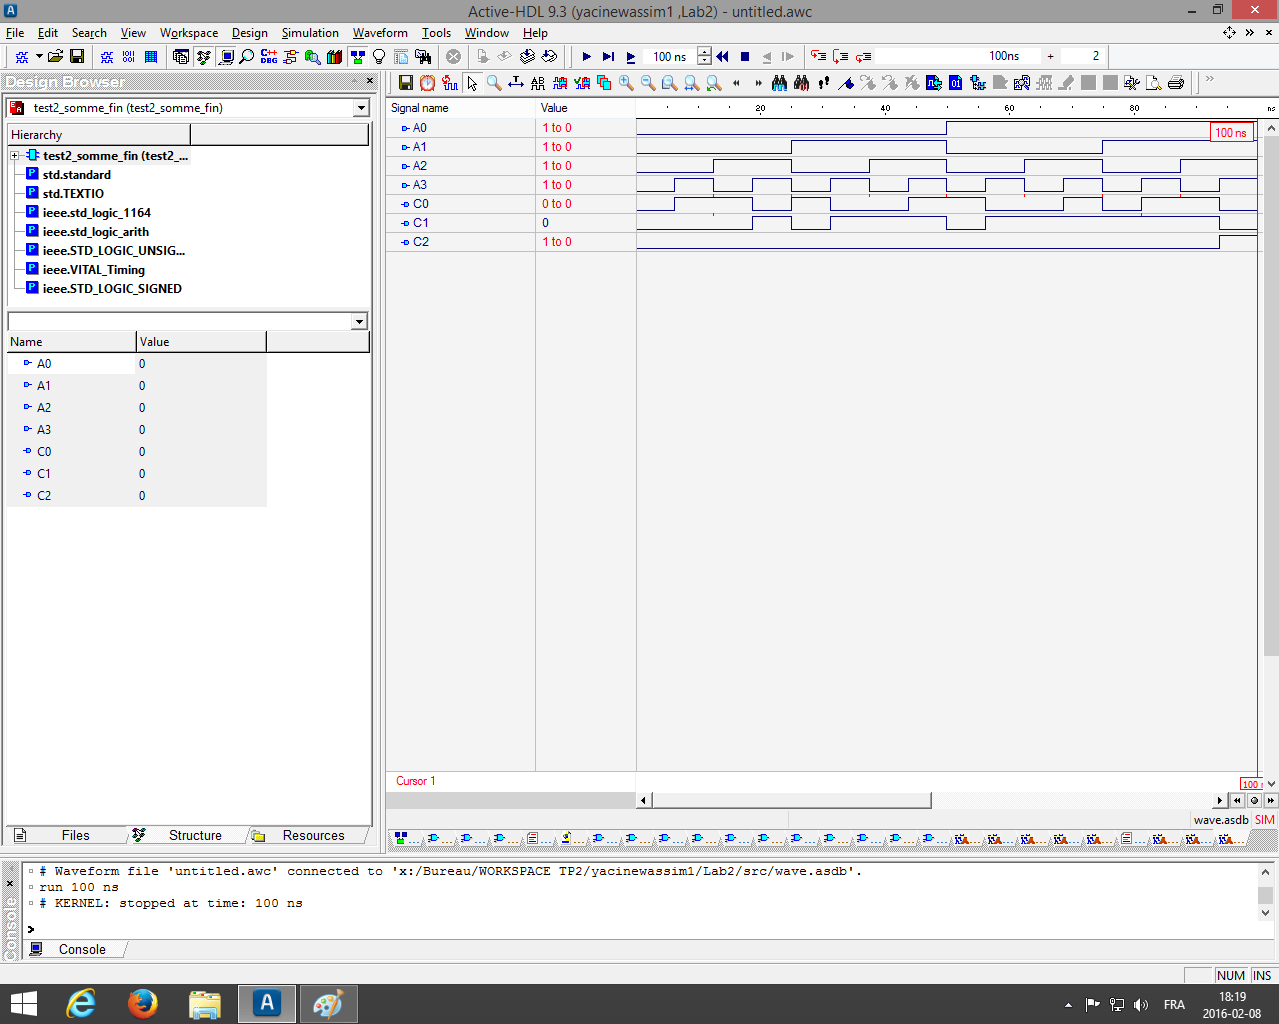 Active-HDL 9.3 (yacinewassim1 ,Lab2) - untitled.awc
File Edit Search View Workspace Design Simulation Waveform Tools Window Help
100 ns 100ns + 2
Design Browser
test2_somme_fin (test2_somme_fin)
Hierarchy
test2_somme_fin (test2_...
std.standard
std.TEXTIO
ieee.std_logic_1164
ieee.std_logic_arith
ieee.STD_LOGIC_UNSIG...
ieee.VITAL_Timing
ieee.STD_LOGIC_SIGNED
Name Value
A0 0
A1 0
A2 0
A3 0
C0 0
C1 0
C2 0
Files Structure Resources
Signal name Value 20 40 60 80 ns
A0 1 to 0 100 ns
A1 1 to 0
A2 1 to 0
A3 1 to 0
C0 0 to 0
C1 0
C2 1 to 0
Cursor 1 100
wave.asdb SIM
# Waveform file 'untitled.awc' connected to 'x:/Bureau/WORKSPACE TP2/yacinewassim1/Lab2/src/wave.asdb'.
run 100 ns
# KERNEL: stopped at time: 100 ns
>
console
Console
NUM INS
FRA 18:19
2016-02-08